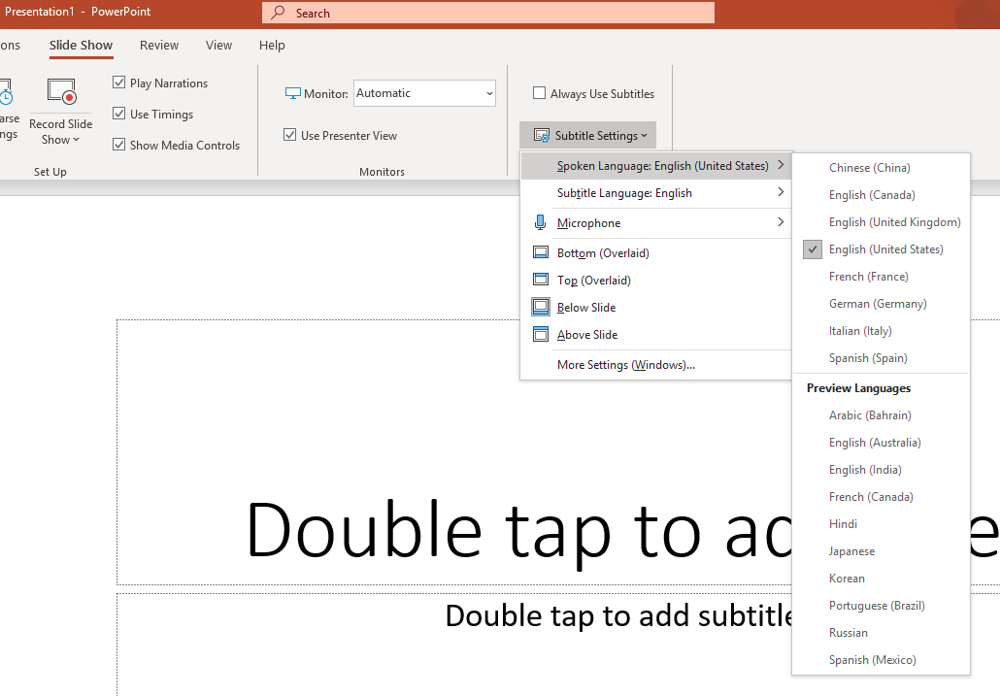 Presentation1 - PowerPoint
Search
ons
Slide Show
Review
View
Help
arse
ngs
Record Slide
Show
Play Narrations
Use Timings
Show Media Controls
Set Up
Monitor:
Automatic
Use Presenter View
Monitors
Always Use Subtitles
Subtitle Settings
Spoken Language: English (United States)
Subtitle Language: English
Microphone
Bottom (Overlaid)
Top (Overlaid)
Below Slide
Above Slide
More Settings (Windows)...
Chinese (China)
English (Canada)
English (United Kingdom)
English (United States)
French (France)
German (Germany)
Italian (Italy)
Spanish (Spain)
Preview Languages
Arabic (Bahrain)
English (Australia)
English (India)
French (Canada)
Hindi
Japanese
Korean
Portuguese (Brazil)
Russian
Spanish (Mexico)
Double tap to ad e
Double tap to add subtitle